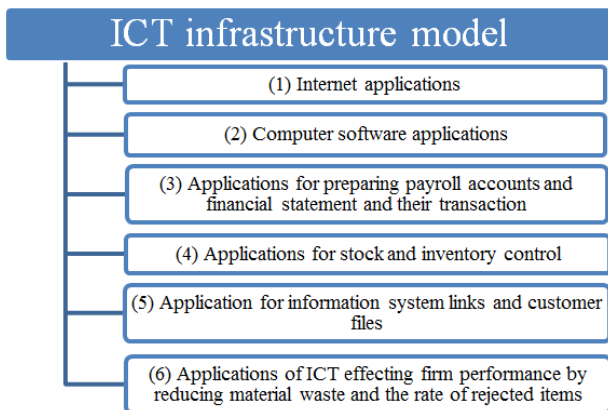 ICT infrastructure model
(1) Internet applications
(2) Computer software applications
(3) Applications for preparing payroll accounts and
financial statement and their transaction
(4) Applications for stock and inventory control
(5) Application for information system links and customer
files
(6) Applications of ICT effecting firm performance by
reducing material waste and the rate of rejected items